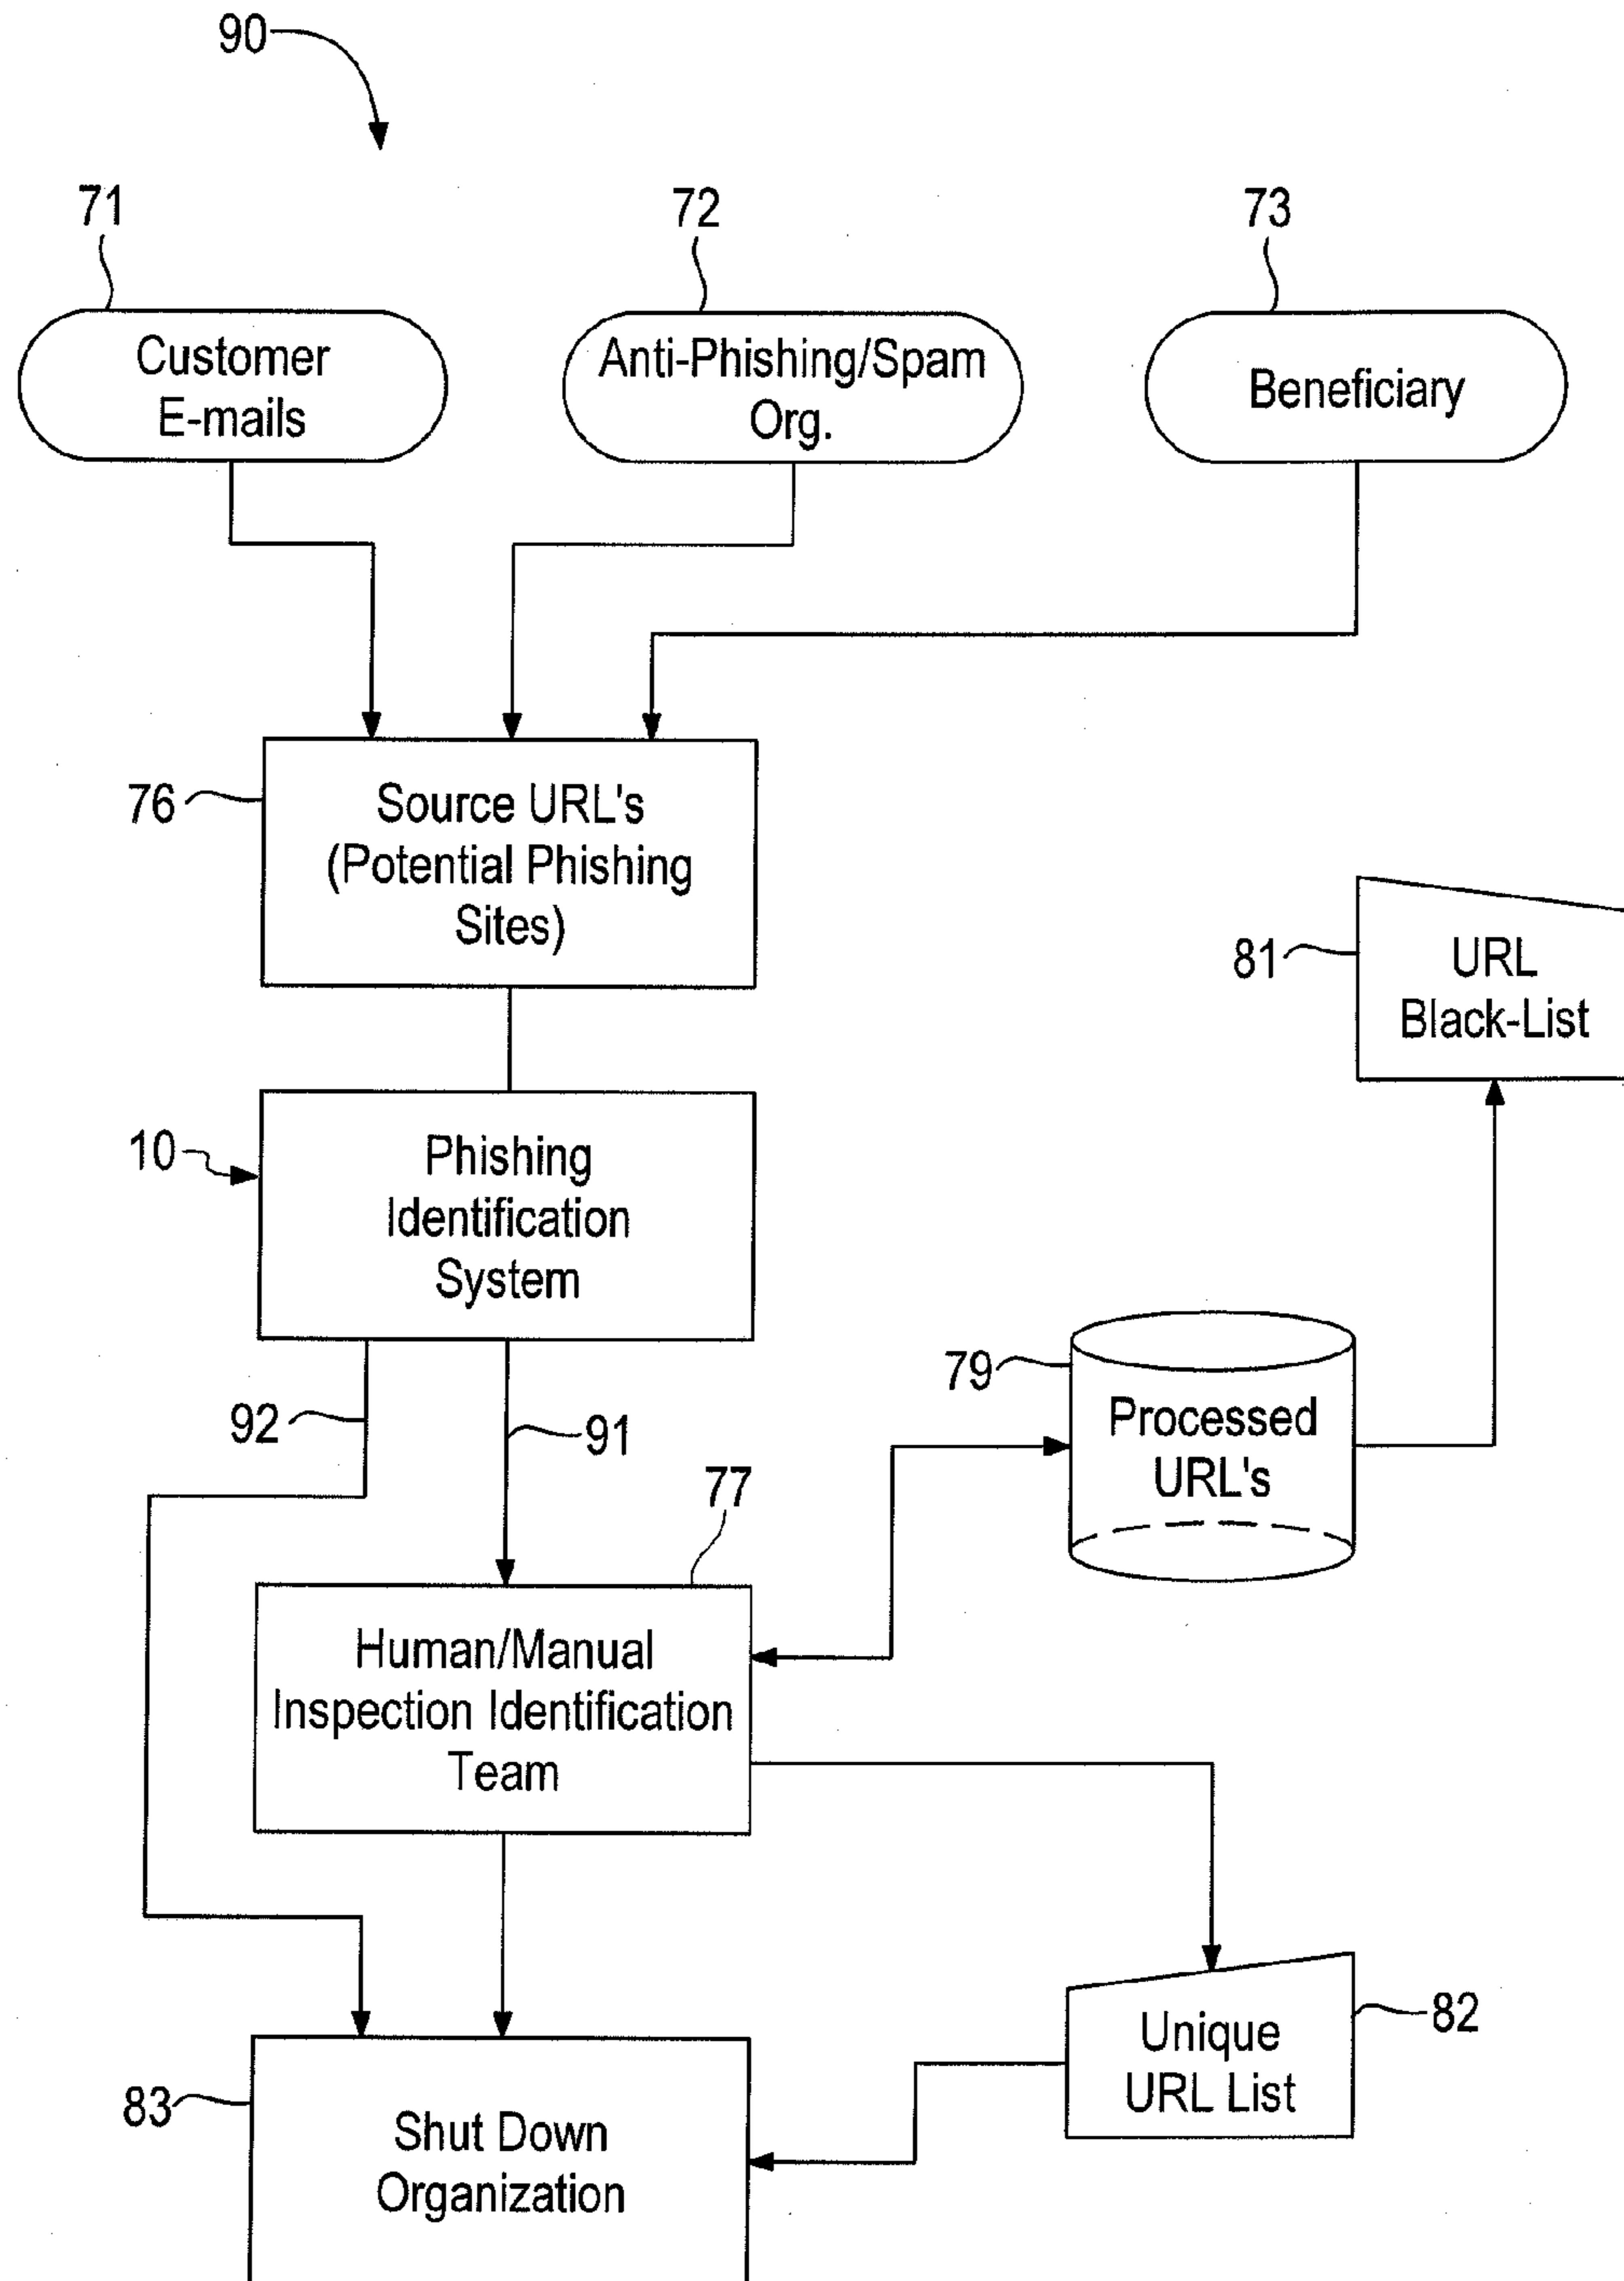 90
71
72
73
Customer
E-mails
Anti-Phishing/Spam
Org.
Beneficiary
76
Source URL's
(Potential Phishing
Sites)
81
URL
Black-List
10
Phishing
Identification
System
79
Processed
URL's
92
91
77
Human/Manual
Inspection Identification
Team
82
Unique
URL List
83
Shut Down
Organization